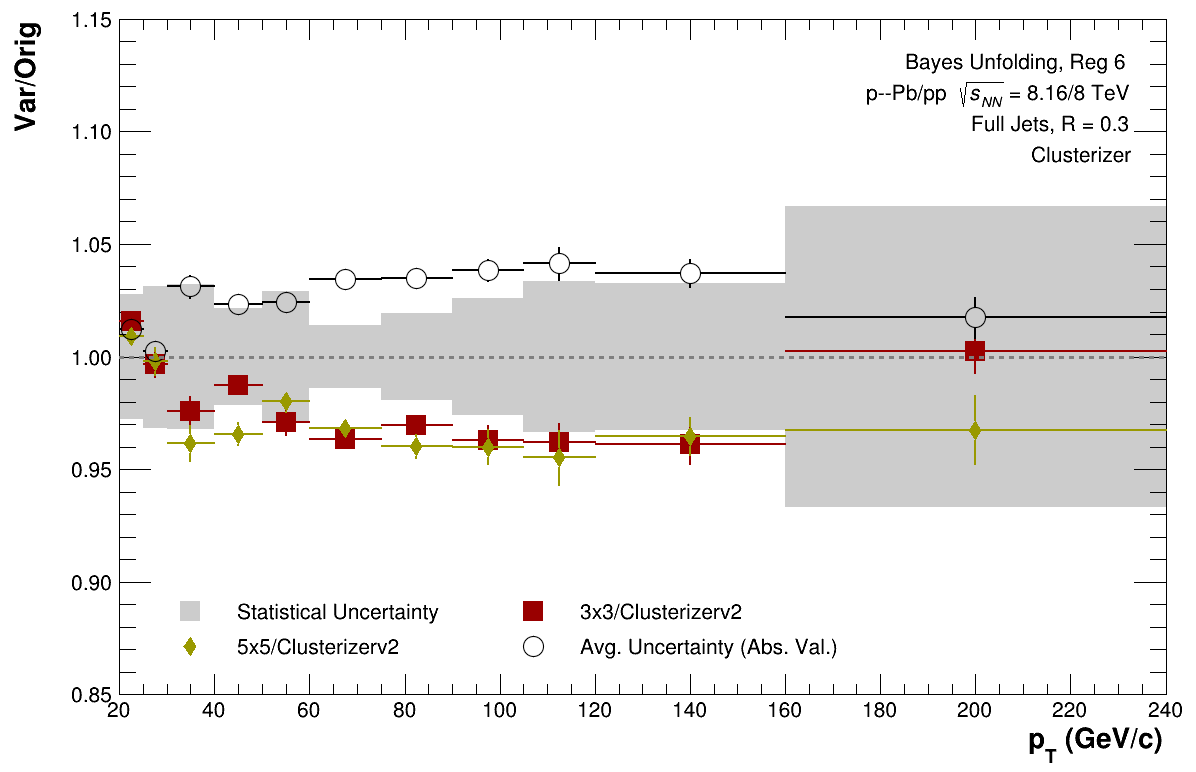 Var/Orig
1.15
1.10
1.05
1.00
0.95
0.90
0.85
Bayes Unfolding, Reg 6
p--Pb/pp √s_NN = 8.16/8 TeV
Full Jets, R = 0.3
Clusterizer
Statistical Uncertainty
3x3/Clusterizerv2
5x5/Clusterizerv2
Avg. Uncertainty (Abs. Val.)
20 40 60 80 100 120 140 160 180 200 220 240
p_T (GeV/c)